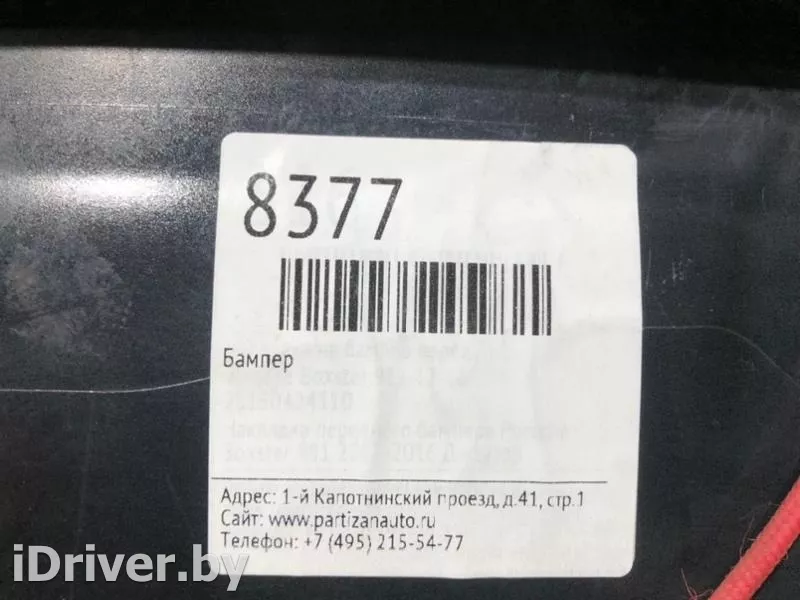 8377
Бампер
Адрес: 1-й Капотнинский проезд, д.41, стр.1
Сайт: www.partizanauto.ru
Телефон: +7 (495) 215-54-77
iDriver.by